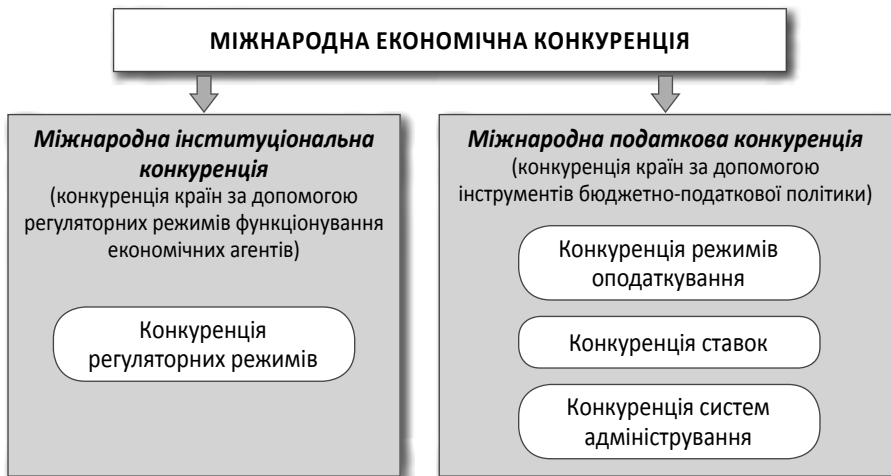 МІЖНАРОДНА ЕКОНОМІЧНА КОНКУРЕНЦІЯ
Міжнародна інституціональна
конкуренція
(конкуренція країн за допомогою
регуляторних режимів функціонування
економічних агентів)
Конкуренція
регуляторних режимів
Міжнародна податкова конкуренція
(конкуренція країн за допомогою
інструментів бюджетно-податкової політики)
Конкуренція режимів
оподаткування
Конкуренція ставок
Конкуренція систем
адміністрування